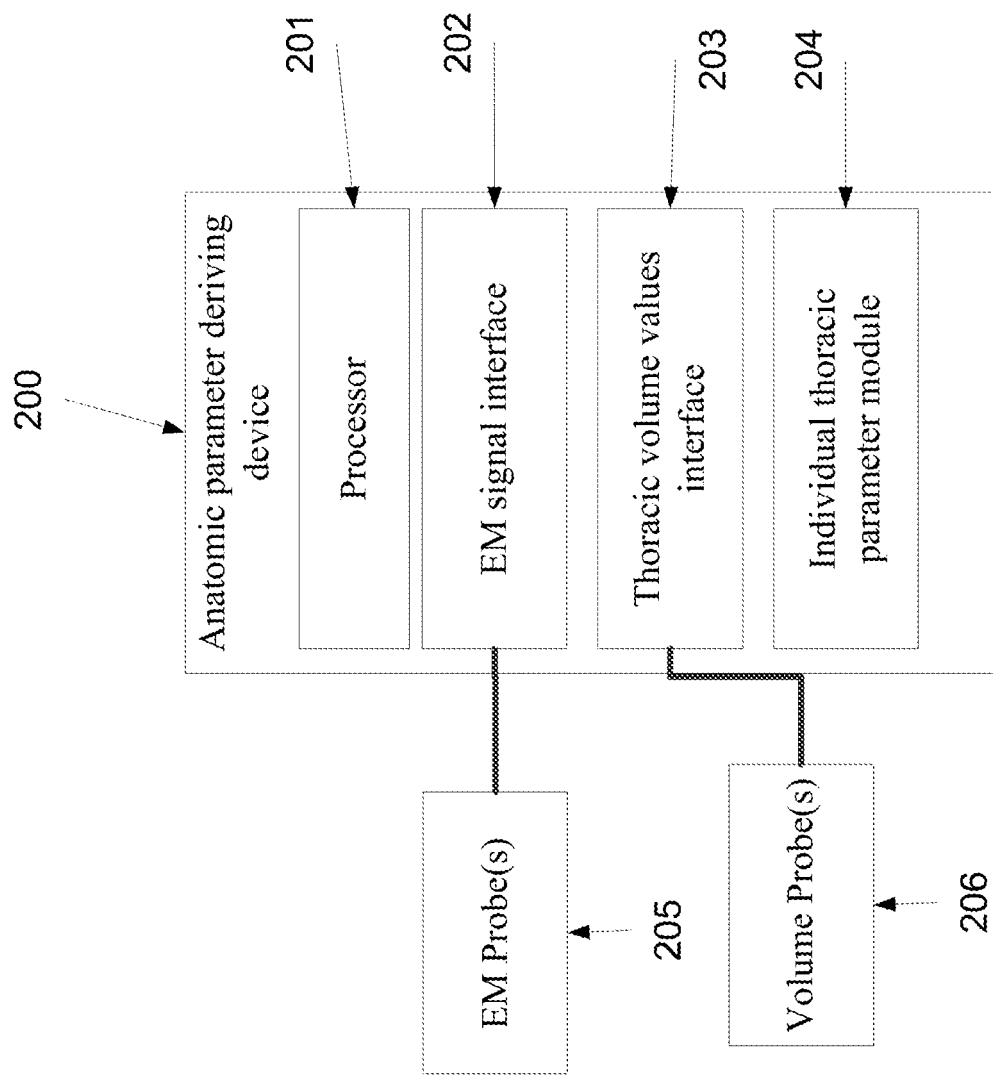 200
Anatomic parameter deriving
device
Processor
201
EM signal interface
202
Thoracic volume values
interface
203
Individual thoracic
parameter module
204
EM Probe(s)
205
Volume Probe(s)
206